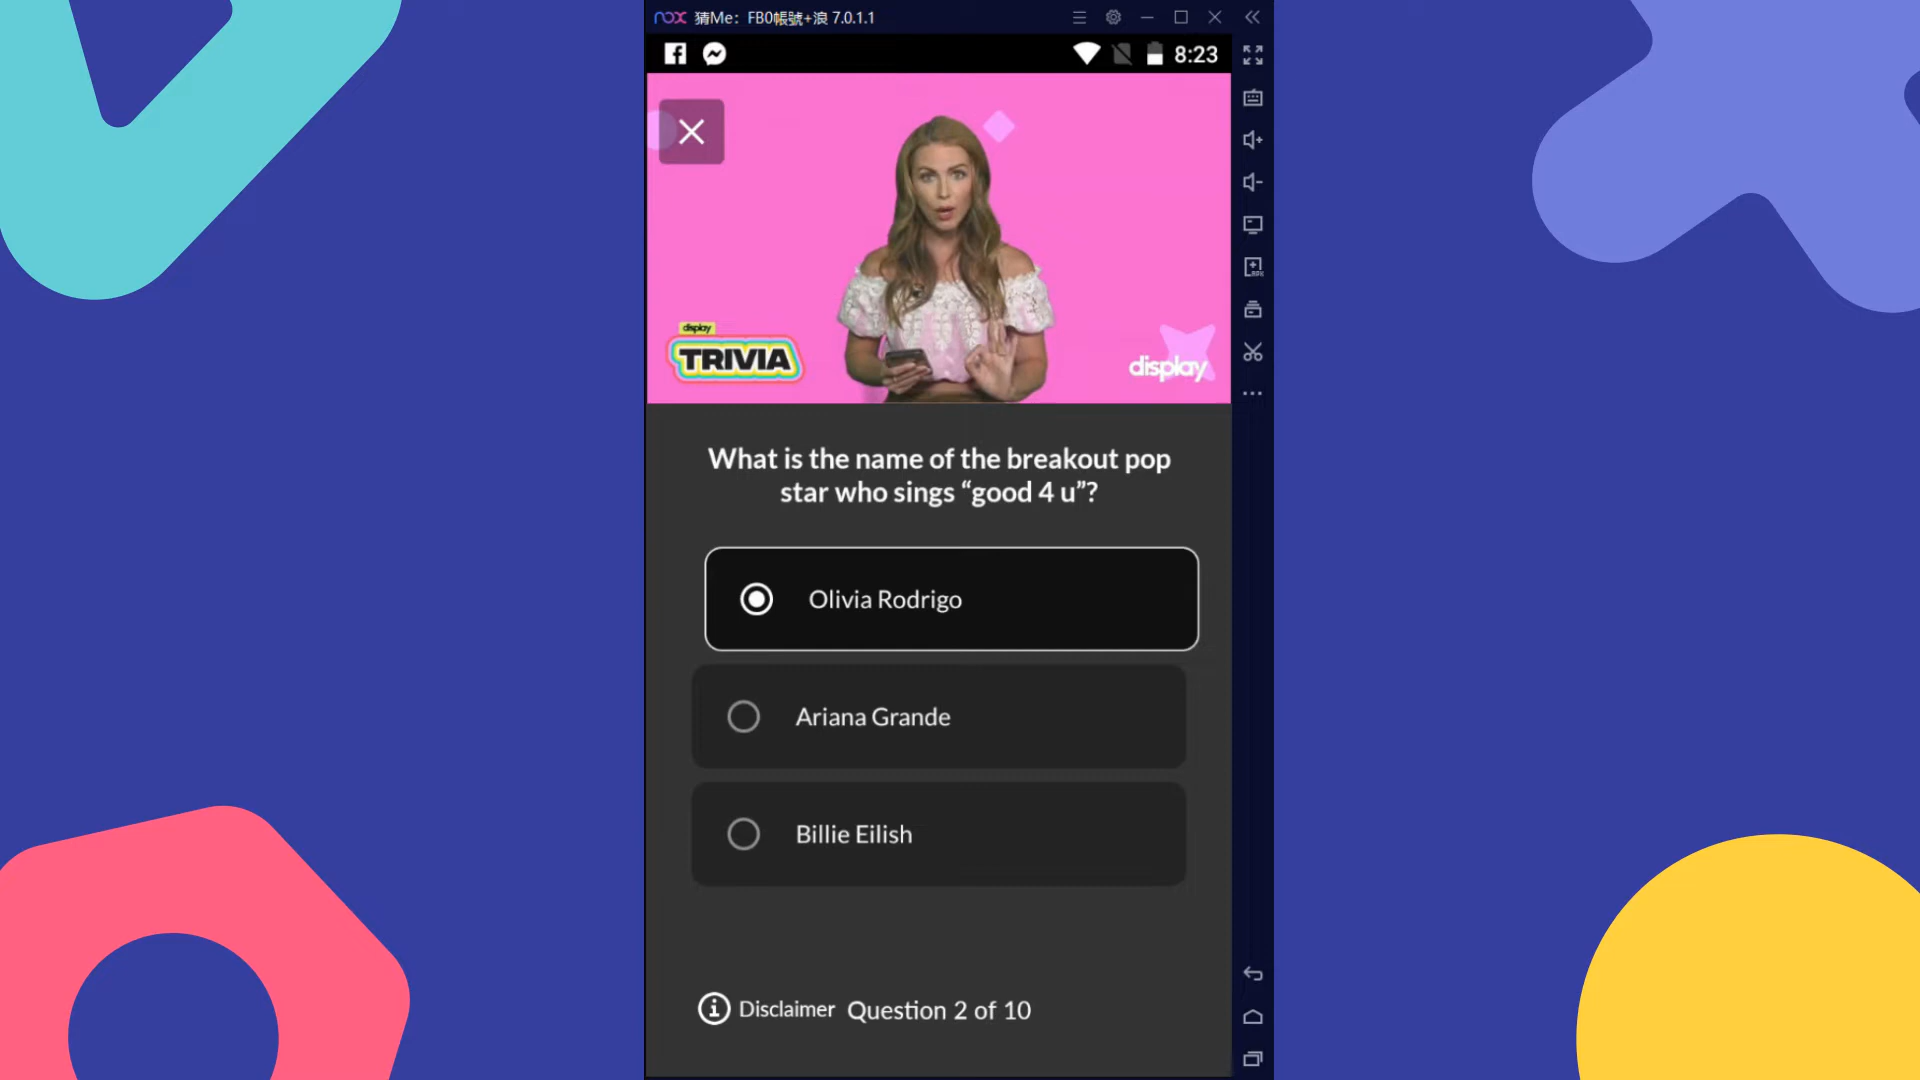 nox 猜Me: FB0帳號+浪 7.0.1.1
8:23
display
TRIVIA
display
What is the name of the breakout pop
star who sings “good 4 u”?
Olivia Rodrigo
Ariana Grande
Billie Eilish
Disclaimer Question 2 of 10